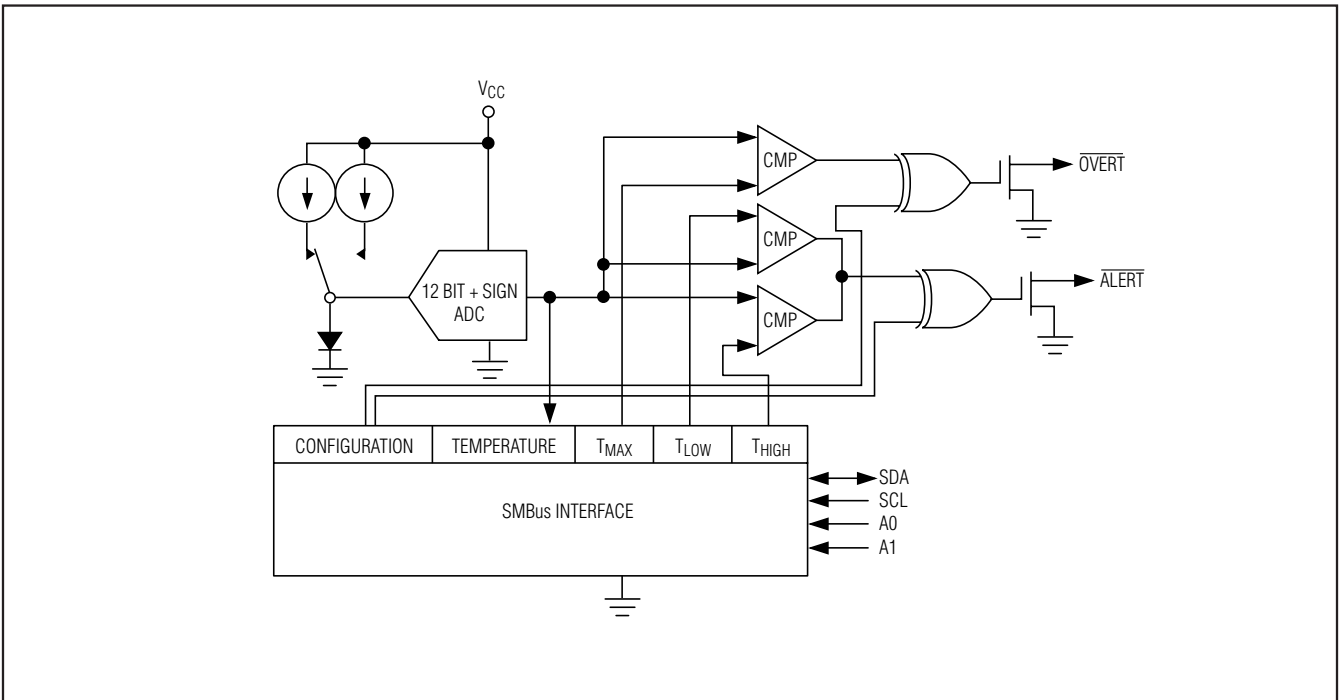 VCC
CMP
OVERT
CMP
12 BIT + SIGN
ADC
ALERT
CMP
CONFIGURATION
TEMPERATURE
TMAX
TLOW
THIGH
SDA
SMBus INTERFACE
SCL
A0
A1